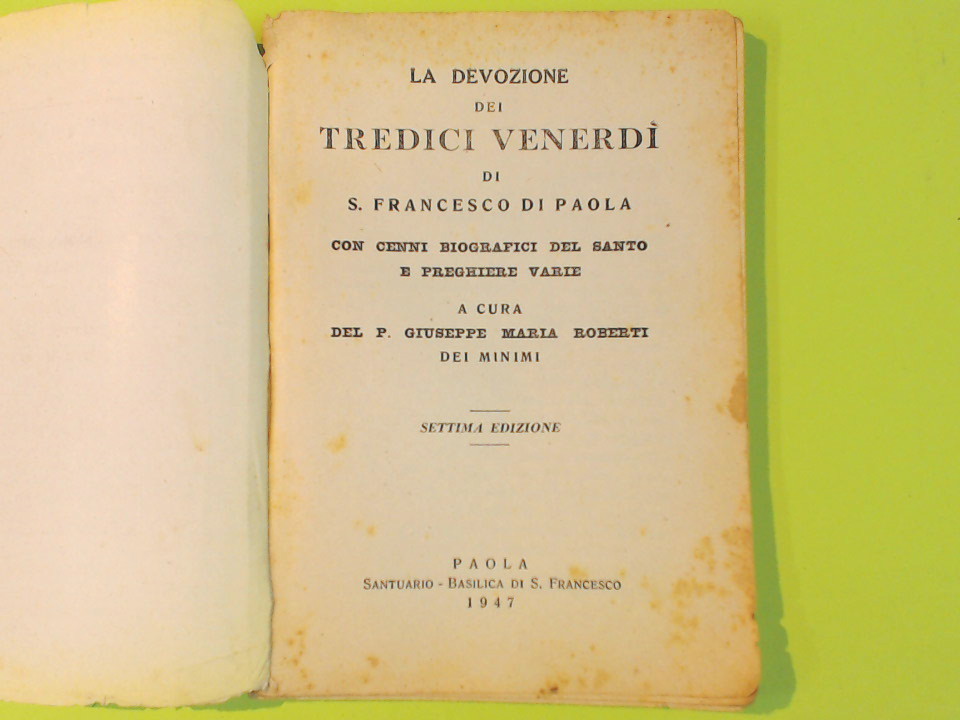 LA DEVOZIONE
DEI
TREDICI VENERDÌ
DI
S. FRANCESCO DI PAOLA
CON CENNI BIOGRAFICI DEL SANTO
E PREGHIERE VARIE
A CURA
DEL P. GIUSEPPE MARIA ROBERTI
DEI MINIMI
SETTIMA EDIZIONE
PAOLA
SANTUARIO - BASILICA DI S. FRANCESCO
1947